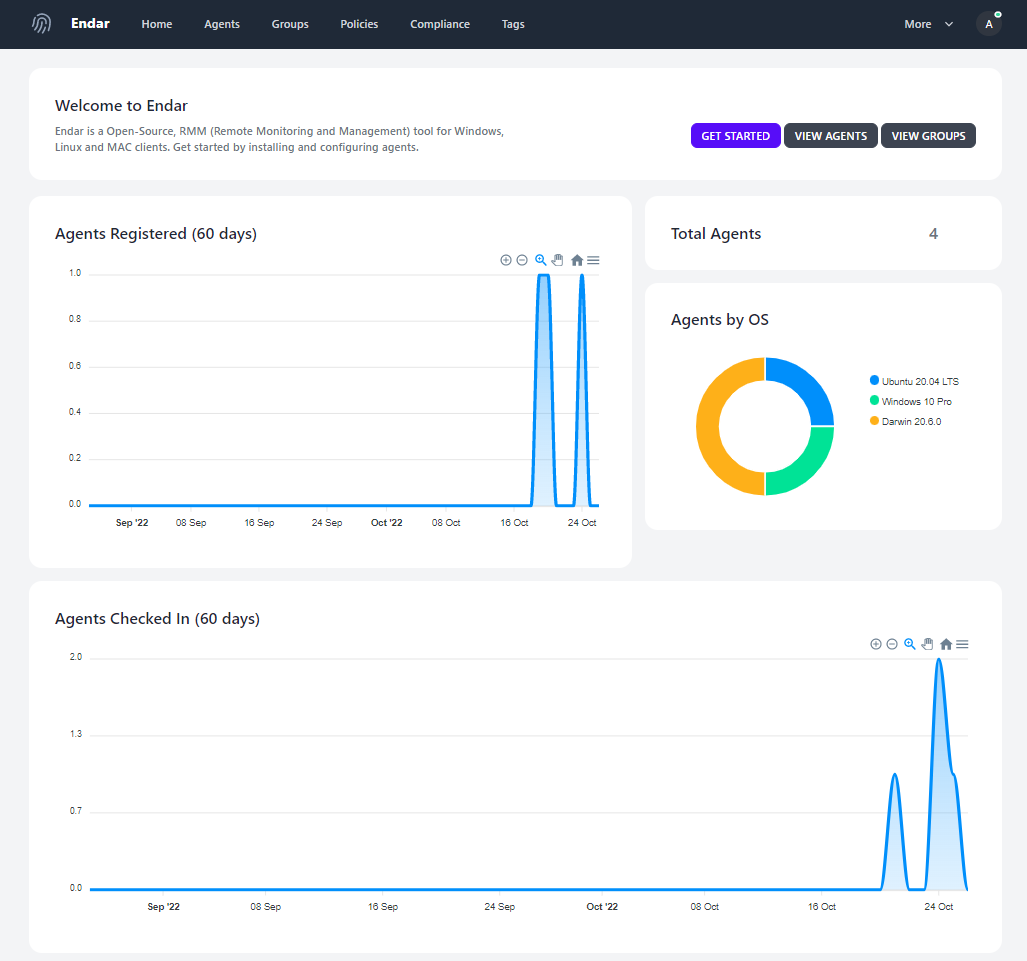 Endar Home Agents Groups Policies Compliance Tags More A
Welcome to Endar
Endar is a Open-Source, RMM (Remote Monitoring and Management) tool for Windows,
Linux and MAC clients. Get started by installing and configuring agents.
GET STARTED VIEW AGENTS VIEW GROUPS
Agents Registered (60 days)
1.0
0.8
0.6
0.4
0.2
0.0
Sep '22 08 Sep 16 Sep 24 Sep Oct '22 08 Oct 16 Oct 24 Oct
Total Agents 4
Agents by OS
Ubuntu 20.04 LTS
Windows 10 Pro
Darwin 20.6.0
Agents Checked In (60 days)
2.0
1.3
0.7
0.0
Sep '22 08 Sep 16 Sep 24 Sep Oct '22 08 Oct 16 Oct 24 Oct